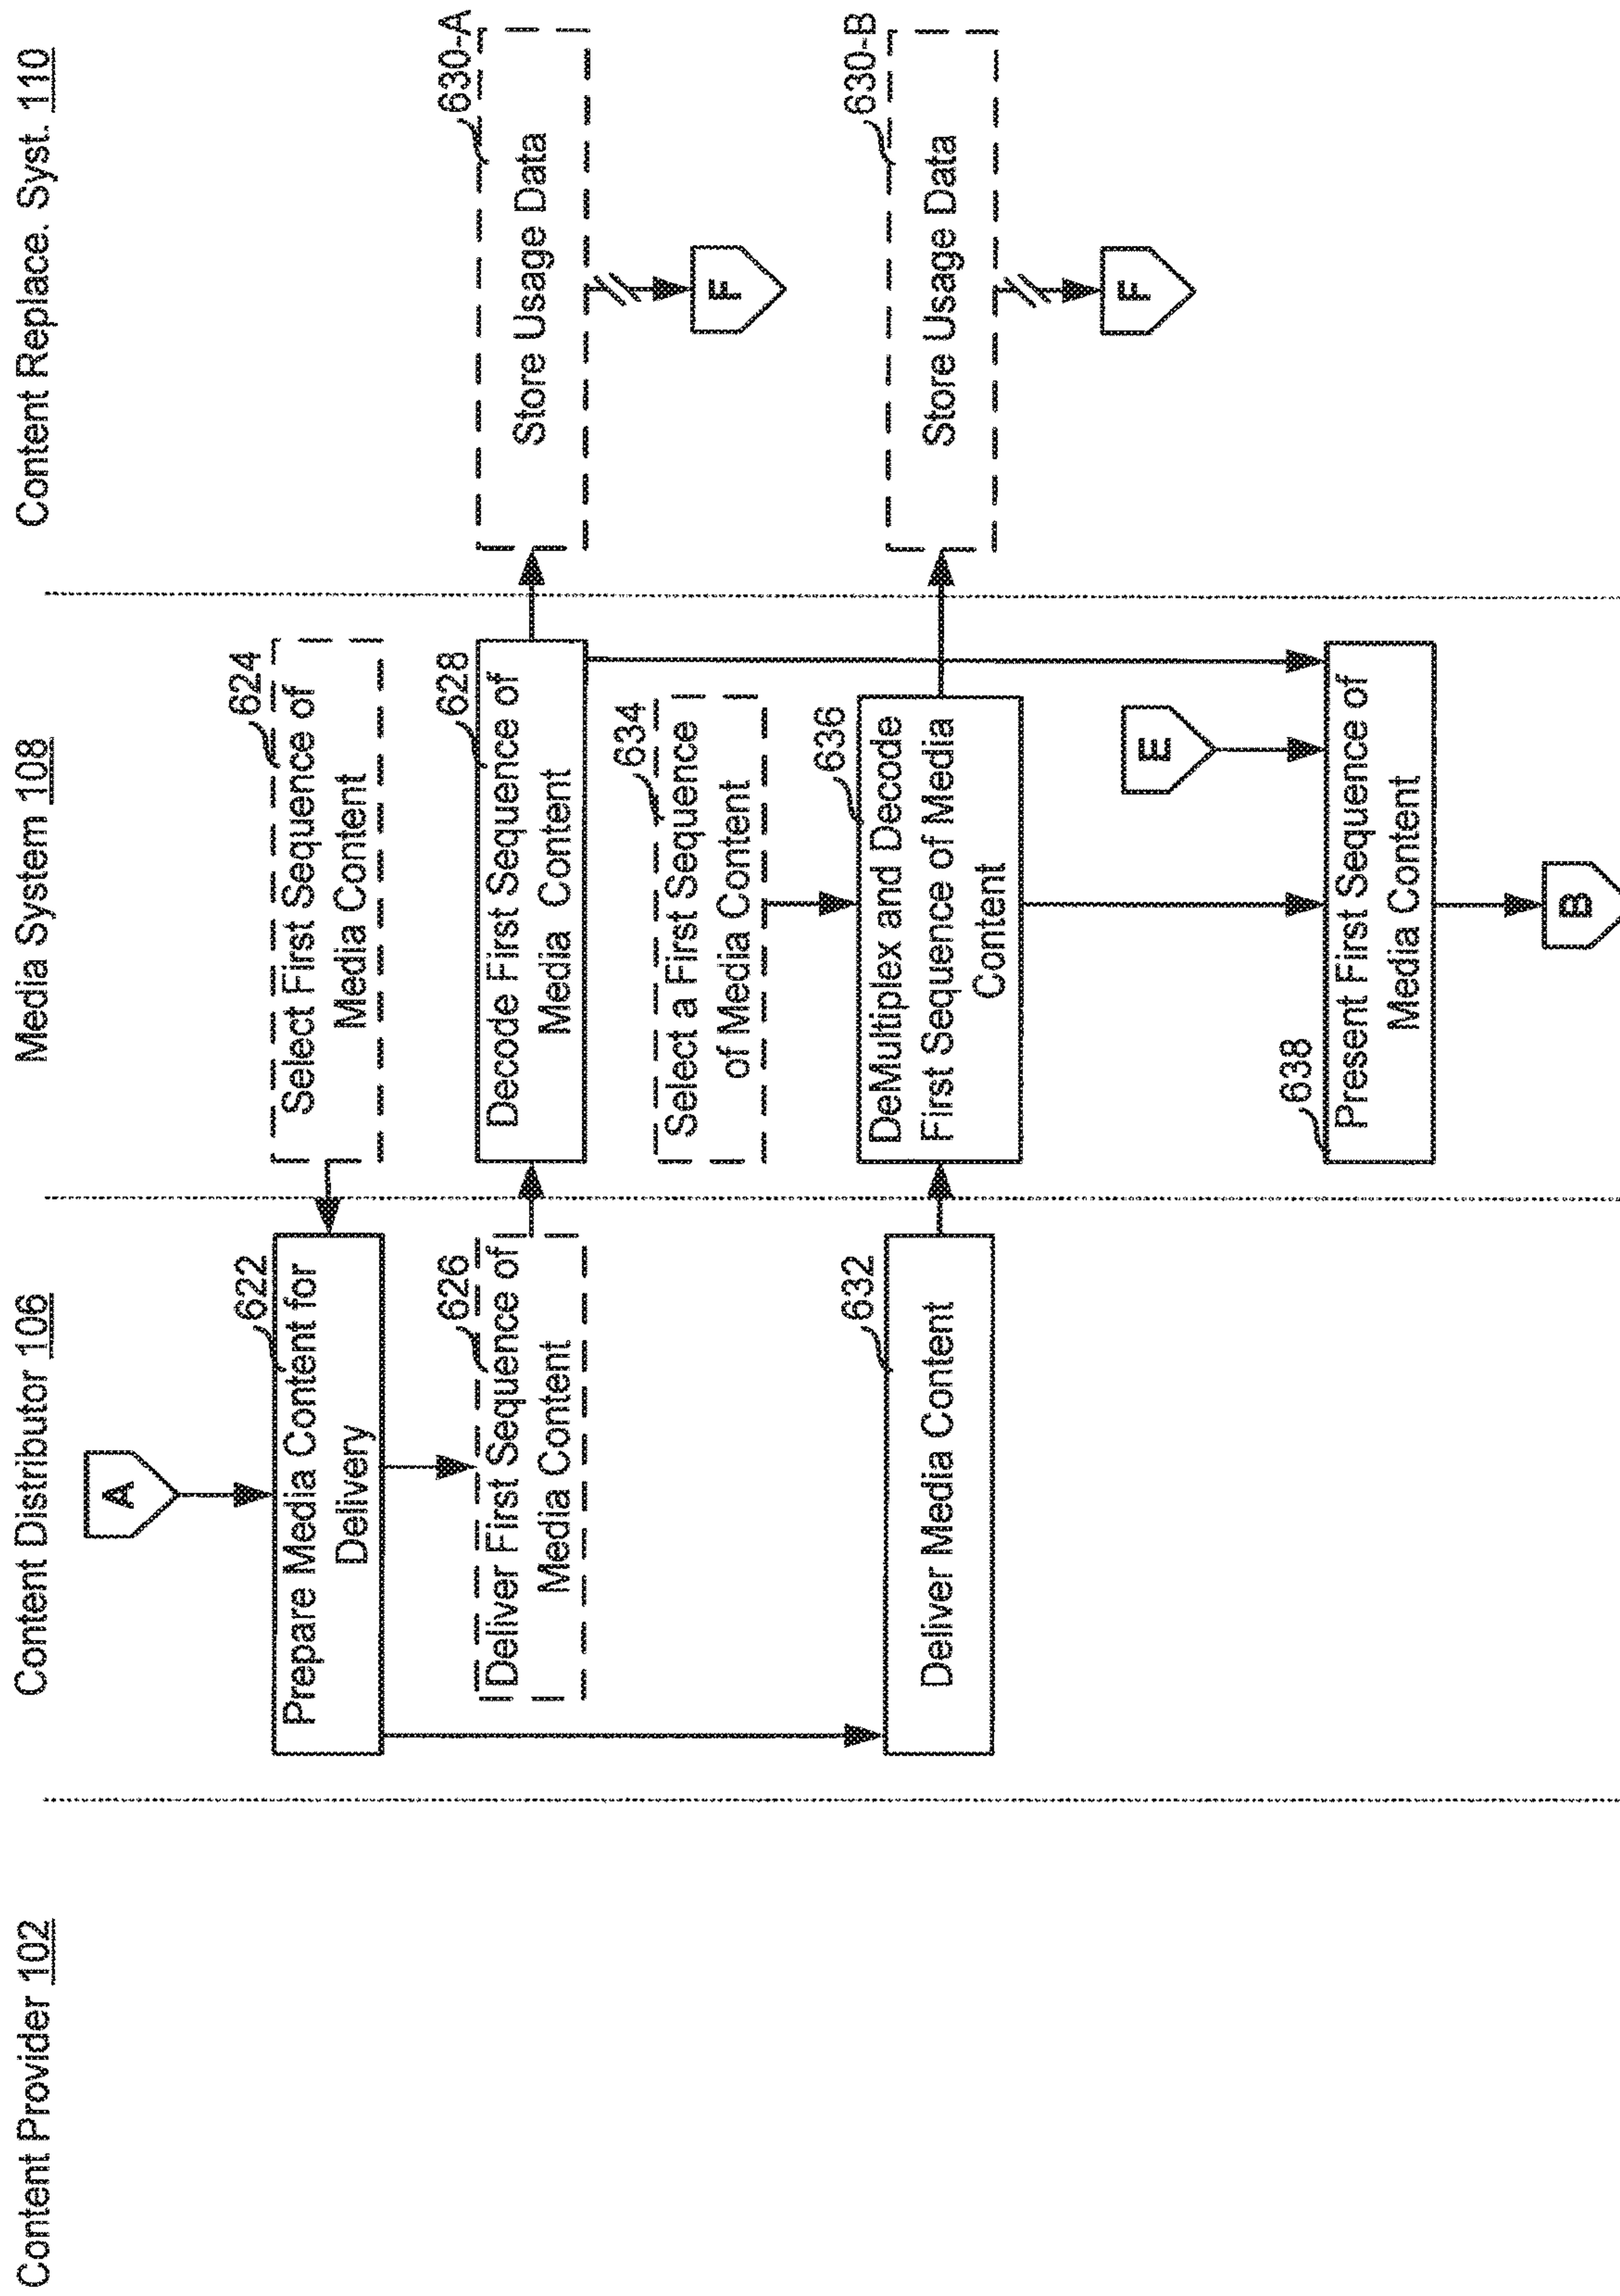 Content Provider 102
Content Distributor 106
Media System 108
Content Replace. Syst. 110
A
622
Prepare Media Content for
Delivery
624
Select First Sequence of
Media Content
626
Deliver First Sequence of
Media Content
628
Decode First Sequence of
Media Content
630-A
Store Usage Data
F
634
Select a First Sequence
of Media Content
632
Deliver Media Content
636
DeMultiplex and Decode
First Sequence of Media
Content
630-B
Store Usage Data
F
E
638
Present First Sequence of
Media Content
B